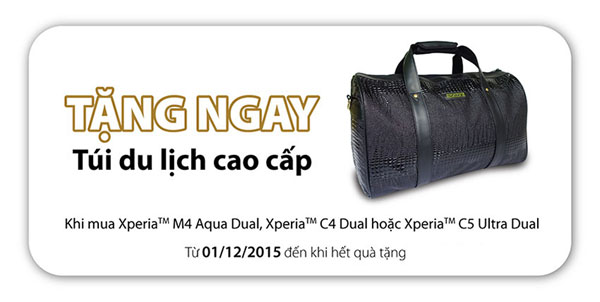 TẶNG NGAY
Túi du lịch cao cấp
Khi mua Xperia™ M4 Aqua Dual, Xperia™ C4 Dual hoặc Xperia™ C5 Ultra Dual
Từ 01/12/2015 đến khi hết quà tặng